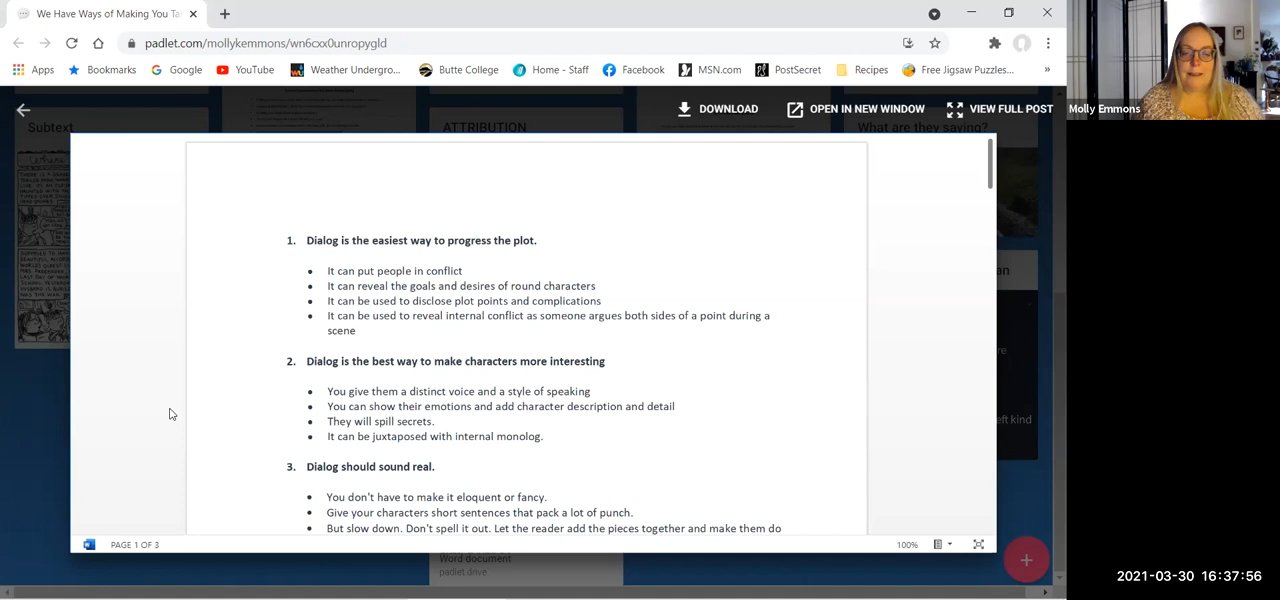 We Have Ways of Making You Ta
padlet.com/mollykemmons/wn6cxx0unropygld
Apps Bookmarks Google YouTube Weather Undergro... Butte College Home - Staff Facebook MSN.com PostSecret Recipes Free Jigsaw Puzzles... »
DOWNLOAD OPEN IN NEW WINDOW VIEW FULL POST
Molly Emmons
Subtext
ATTRIBUTION
What are they saying?
1. Dialog is the easiest way to progress the plot.
• It can put people in conflict
• It can reveal the goals and desires of round characters
• It can be used to disclose plot points and complications
• It can be used to reveal internal conflict as someone argues both sides of a point during a
scene
2. Dialog is the best way to make characters more interesting
• You give them a distinct voice and a style of speaking
• You can show their emotions and add character description and detail
• They will spill secrets.
• It can be juxtaposed with internal monolog.
3. Dialog should sound real.
• You don't have to make it eloquent or fancy.
• Give your characters short sentences that pack a lot of punch.
• But slow down. Don't spell it out. Let the reader add the pieces together and make them do
an
re
eft kind
PAGE 1 OF 3 100%
Word document
padlet drive
2021-03-30 16:37:56